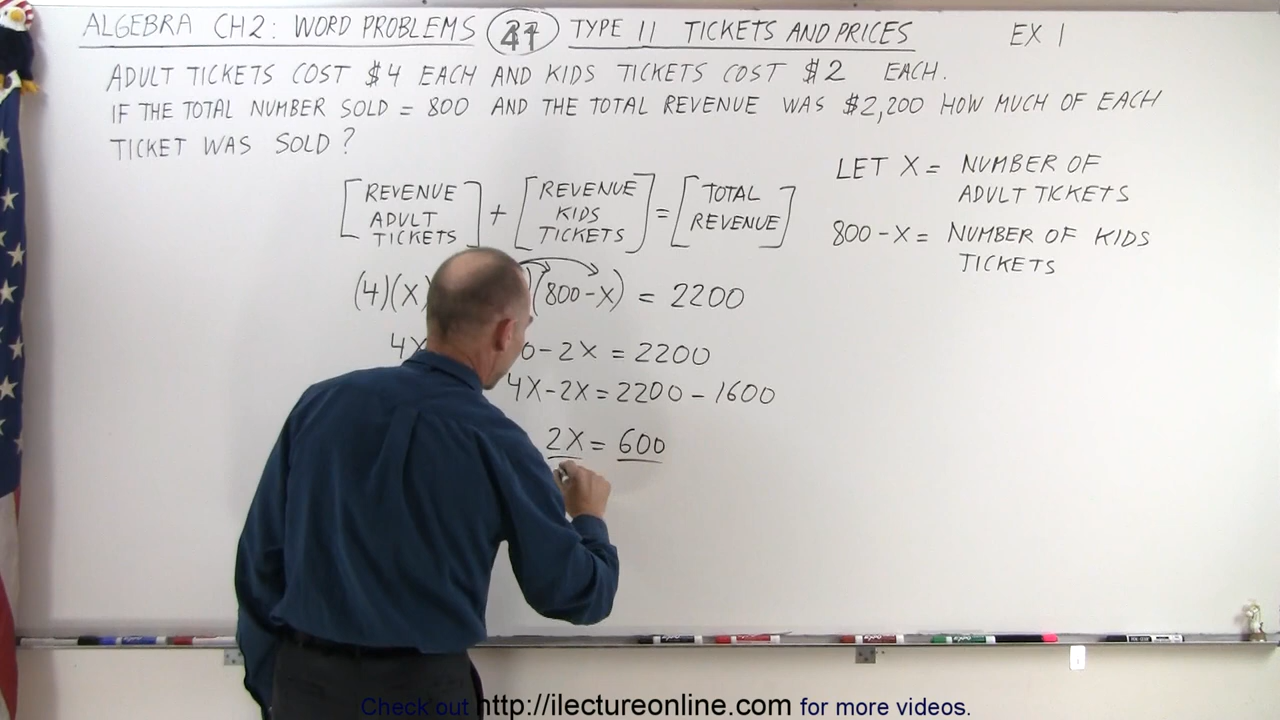 ALGEBRA CH2: WORD PROBLEMS TYPE 11 TICKETS AND PRICES EX 1
ADULT TICKETS COST $4 EACH AND KIDS TICKETS COST $2 EACH.
IF THE TOTAL NUMBER SOLD = 800 AND THE TOTAL REVENUE WAS $2,200 HOW MUCH OF EACH
TICKET WAS SOLD?
[REVENUE ADULT TICKETS] + [REVENUE KIDS TICKETS] = [TOTAL REVENUE]
LET X = NUMBER OF
ADULT TICKETS
800 - X = NUMBER OF KIDS
TICKETS
(4)(X) (800 - X) = 2200
4X - 2X = 2200
4X - 2X = 2200 - 1600
2X = 600
Check out http://ilectureonline.com for more videos.